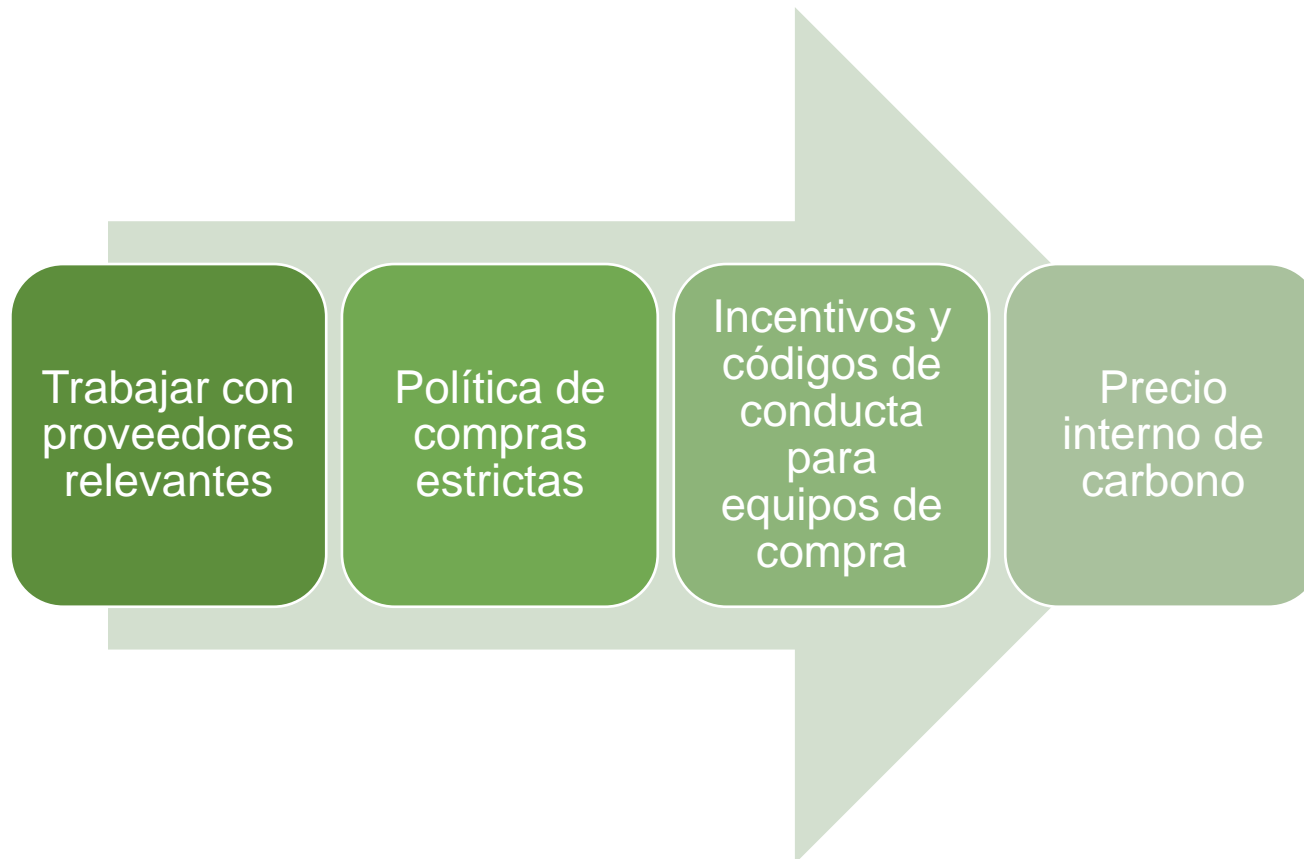 Trabajar con
proveedores
relevantes
Política de
compras
estrictas
Incentivos y
códigos de
conducta
para
equipos de
compra
Precio
interno de
carbono